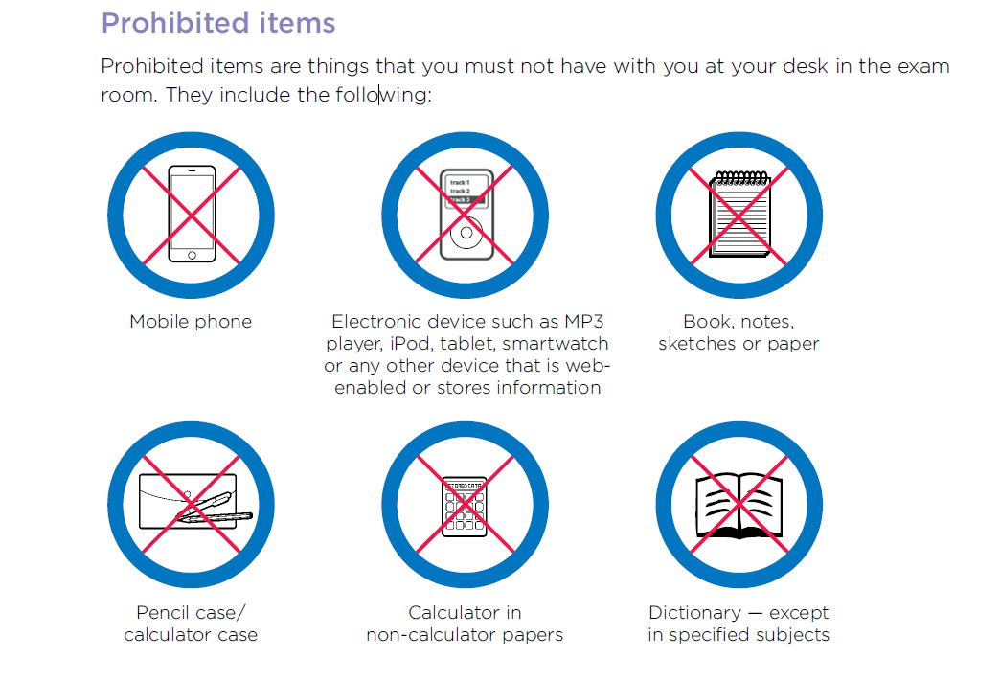 Prohibited items
Prohibited items are things that you must not have with you at your desk in the exam
room. They include the following:
track 1
track 2
track 3
Mobile phone
Electronic device such as MP3
player, iPod, tablet, smartwatch
or any other device that is web-
enabled or stores information
Book, notes,
sketches or paper
STORED DATA
Pencil case/
calculator case
Calculator in
non-calculator papers
Dictionary — except
in specified subjects